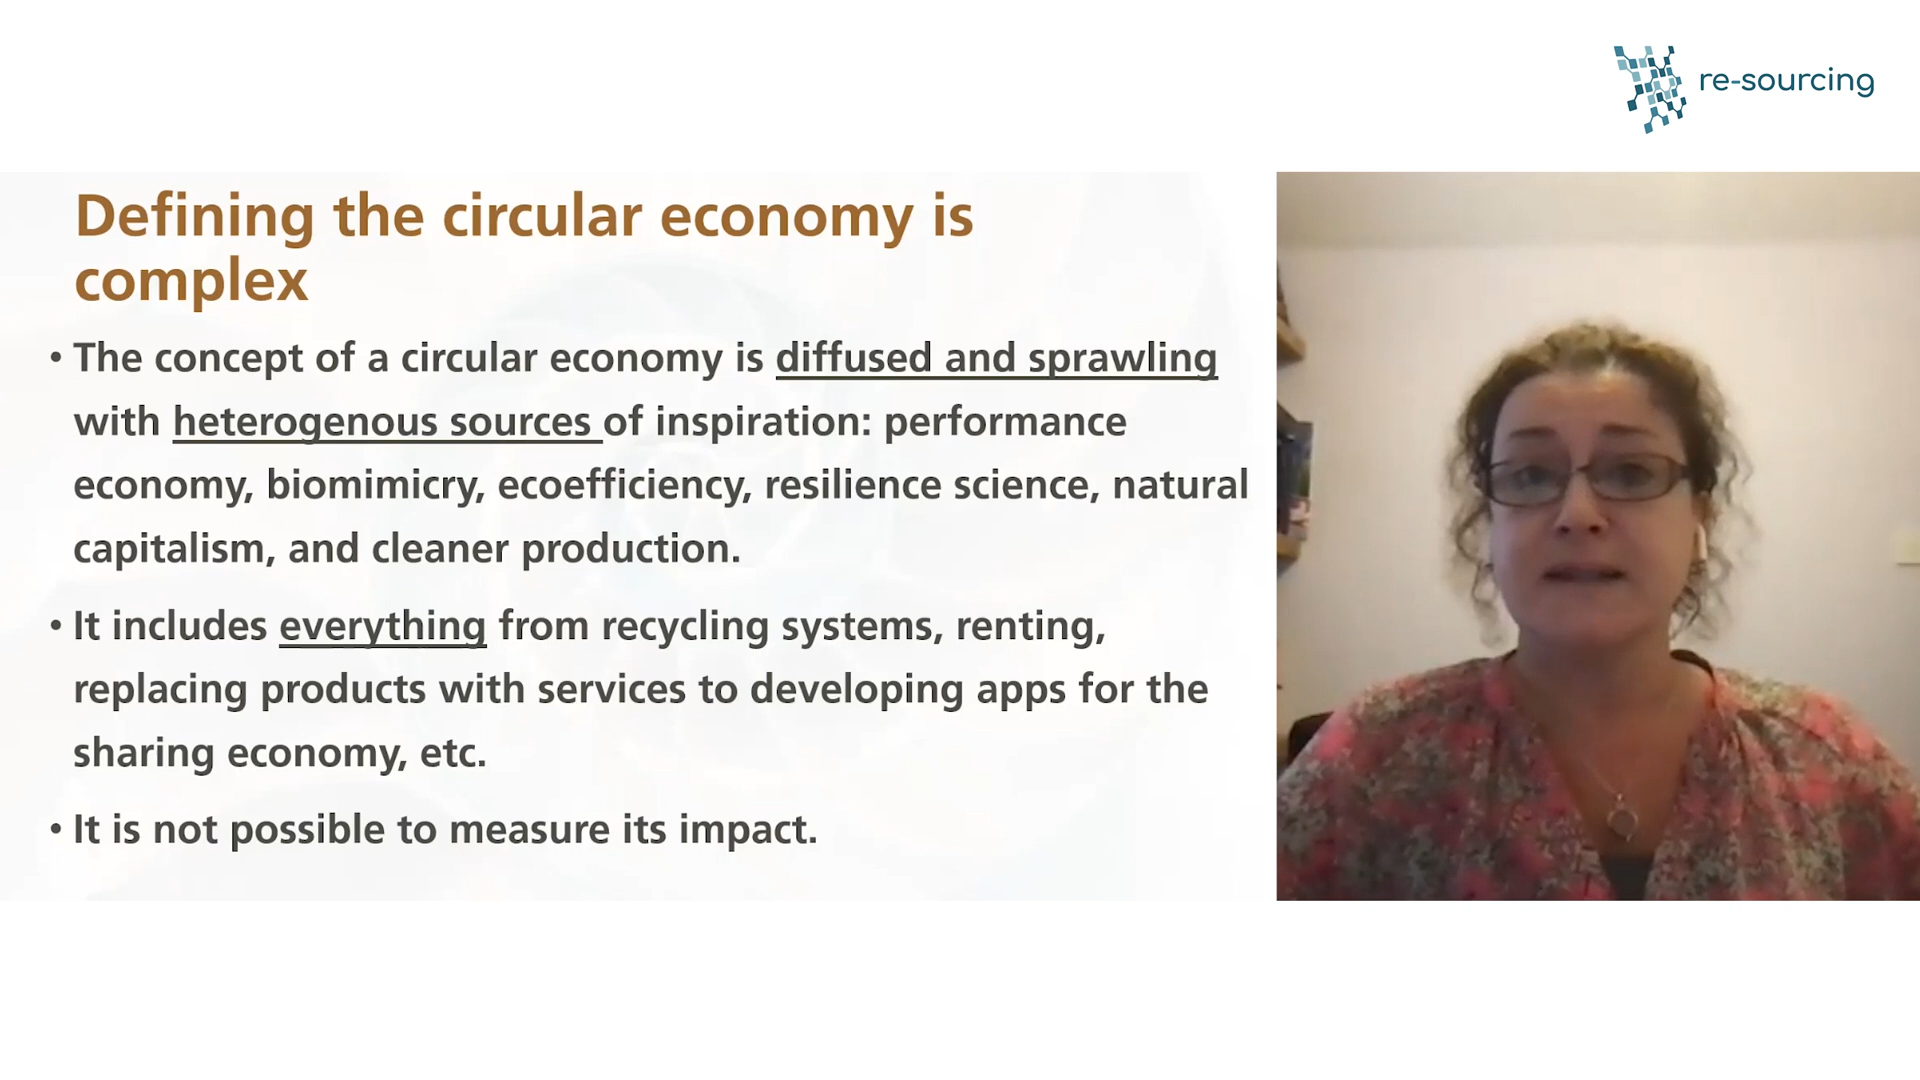 re-sourcing
Defining the circular economy is
complex
• The concept of a circular economy is diffused and sprawling
with heterogenous sources of inspiration: performance
economy, biomimicry, ecoefficiency, resilience science, natural
capitalism, and cleaner production.
• It includes everything from recycling systems, renting,
replacing products with services to developing apps for the
sharing economy, etc.
• It is not possible to measure its impact.